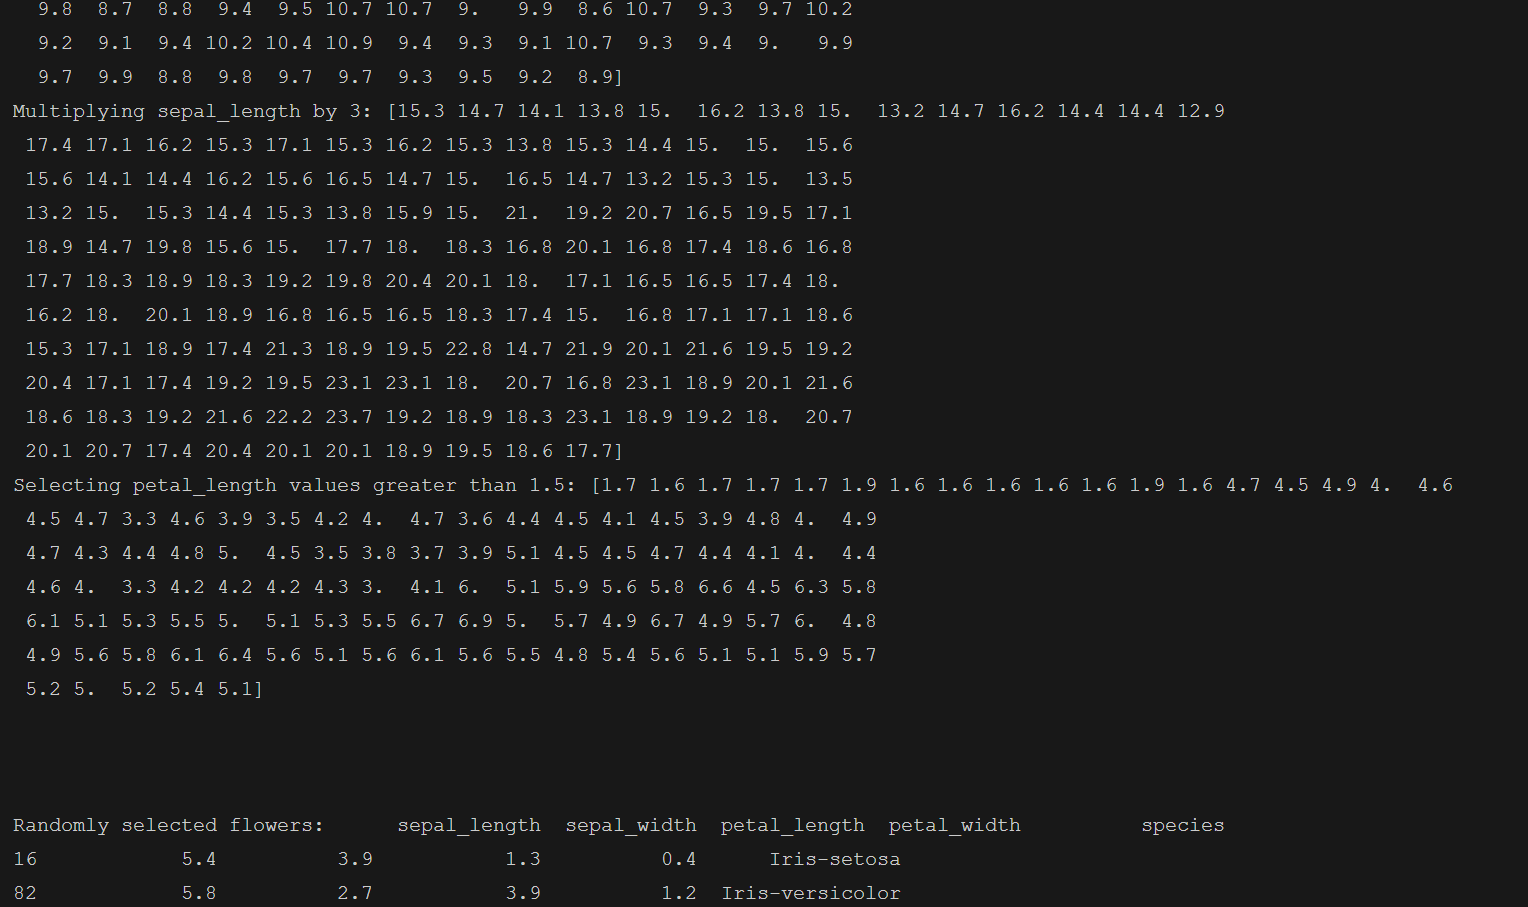 9.8  8.7  8.8  9.4  9.5 10.7 10.7  9.   9.9  8.6 10.7  9.3  9.7 10.2
9.2  9.1  9.4 10.2 10.4 10.9  9.4  9.3  9.1 10.7  9.3  9.4  9.   9.9
9.7  9.9  8.8  9.8  9.7  9.7  9.3  9.5  9.2  8.9]
Multiplying sepal_length by 3: [15.3 14.7 14.1 13.8 15.  16.2 13.8 15.  13.2 14.7 16.2 14.4 14.4 12.9
17.4 17.1 16.2 15.3 17.1 15.3 16.2 15.3 13.8 15.3 14.4 15.  15.  15.6
15.6 14.1 14.4 16.2 15.6 16.5 14.7 15.  16.5 14.7 13.2 15.3 15.  13.5
13.2 15.  15.3 14.4 15.3 13.8 15.9 15.  21.  19.2 20.7 16.5 19.5 17.1
18.9 14.7 19.8 15.6 15.  17.7 18.  18.3 16.8 20.1 16.8 17.4 18.6 16.8
17.7 18.3 18.9 18.3 19.2 19.8 20.4 20.1 18.  17.1 16.5 16.5 17.4 18.
16.2 18.  20.1 18.9 16.8 16.5 16.5 18.3 17.4 15.  16.8 17.1 17.1 18.6
15.3 17.1 18.9 17.4 21.3 18.9 19.5 22.8 14.7 21.9 20.1 21.6 19.5 19.2
20.4 17.1 17.4 19.2 19.5 23.1 23.1 18.  20.7 16.8 23.1 18.9 20.1 21.6
18.6 18.3 19.2 21.6 22.2 23.7 19.2 18.9 18.3 23.1 18.9 19.2 18.  20.7
20.1 20.7 17.4 20.4 20.1 20.1 18.9 19.5 18.6 17.7]
Selecting petal_length values greater than 1.5: [1.7 1.6 1.7 1.7 1.7 1.9 1.6 1.6 1.6 1.6 1.6 1.9 1.6 4.7 4.5 4.9 4.  4.6
4.5 4.7 3.3 4.6 3.9 3.5 4.2 4.  4.7 3.6 4.4 4.5 4.1 4.5 3.9 4.8 4.  4.9
4.7 4.3 4.4 4.8 5.  4.5 3.5 3.8 3.7 3.9 5.1 4.5 4.5 4.7 4.4 4.1 4.  4.4
4.6 4.  3.3 4.2 4.2 4.2 4.3 3.  4.1 6.  5.1 5.9 5.6 5.8 6.6 4.5 6.3 5.8
6.1 5.1 5.3 5.5 5.  5.1 5.3 5.5 6.7 6.9 5.  5.7 4.9 6.7 4.9 5.7 6.  4.8
4.9 5.6 5.8 6.1 6.4 5.6 5.1 5.6 6.1 5.6 5.5 4.8 5.4 5.6 5.1 5.1 5.9 5.7
5.2 5.  5.2 5.4 5.1]
Randomly selected flowers:      sepal_length  sepal_width  petal_length  petal_width          species
16            5.4          3.9           1.3          0.4      Iris-setosa
82            5.8          2.7           3.9          1.2  Iris-versicolor